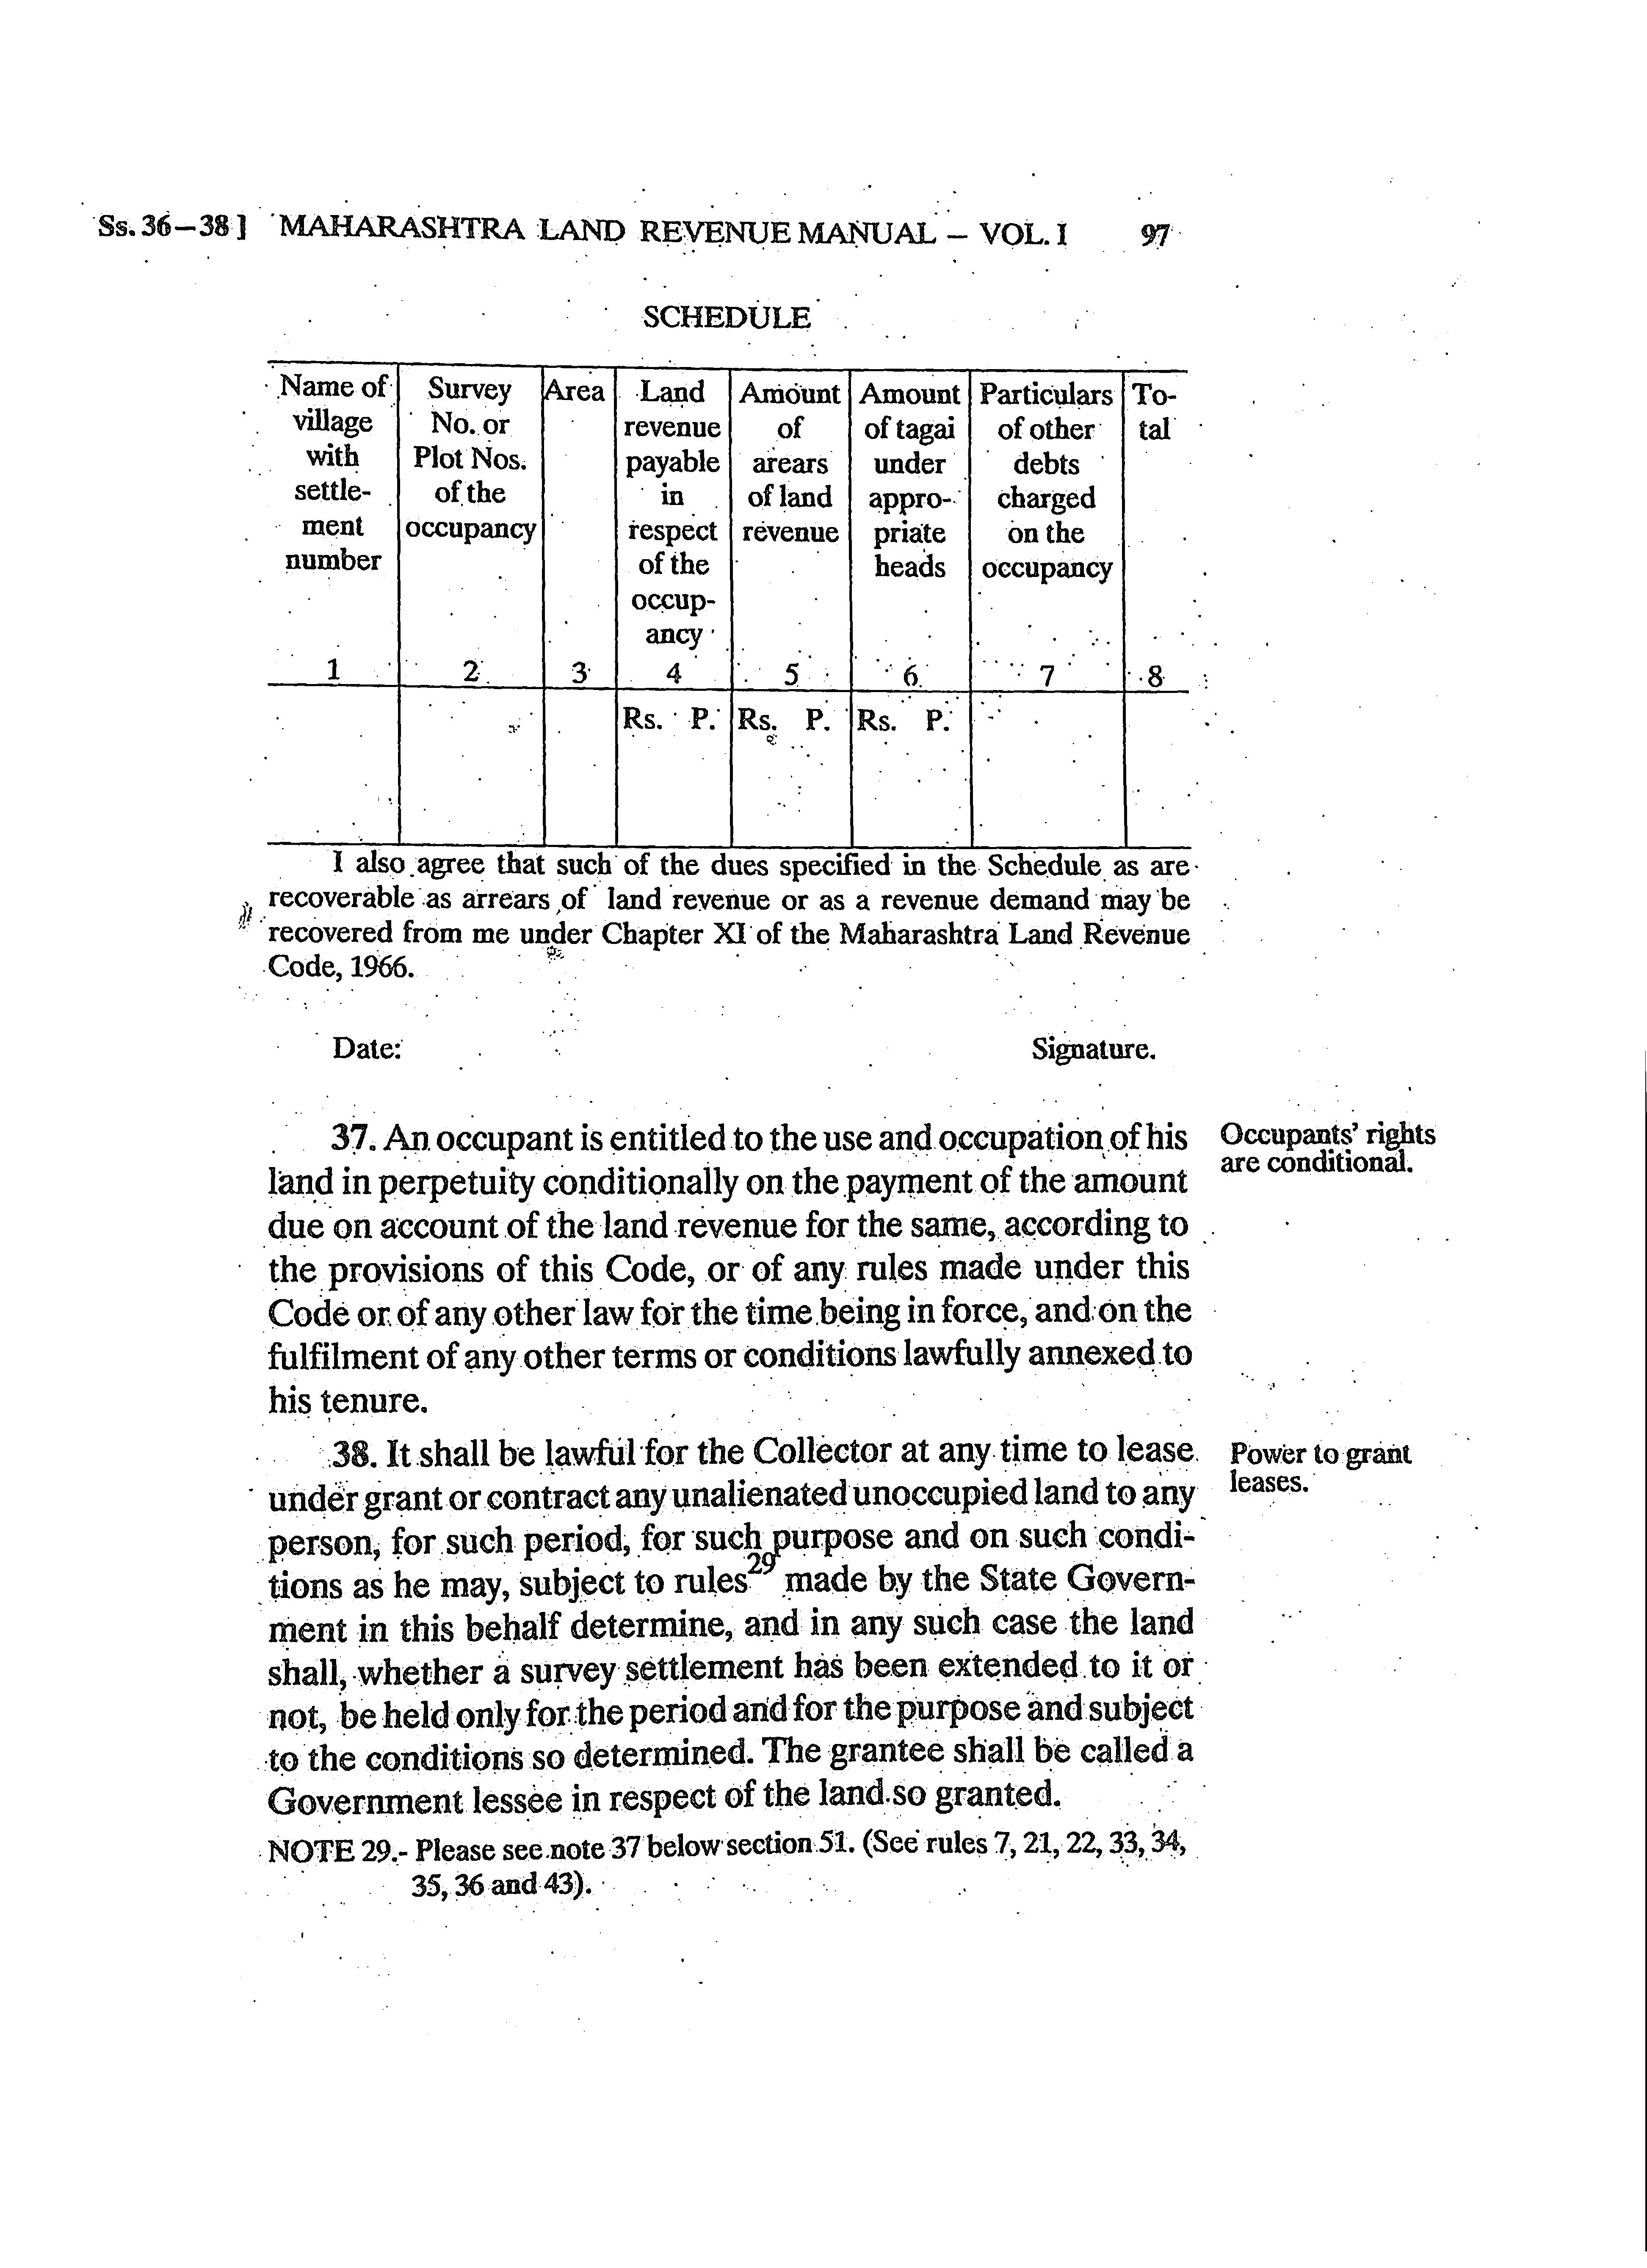 Ss. 36—38 ] MAHARASHTRA LAND REVENUE MANUAL — VOL. I 97
SCHEDULE
Name of village with settle- ment number
Survey No. or Plot Nos. of the occupancy
Area
Land revenue payable in respect of the occup- ancy
Amount of arears of land revenue
Amount of tagai under appro- priate heads
Particulars of other debts charged on the occupancy
To- tal
1 2 3 4 5 6 7 8
Rs. P. Rs. P. Rs. P.
I also agree that such of the dues specified in the Schedule as are
recoverable as arrears of land revenue or as a revenue demand may be
recovered from me under Chapter XI of the Maharashtra Land Revenue
Code, 1966.
Date: Signature.
37. An occupant is entitled to the use and occupation of his
land in perpetuity conditionally on the payment of the amount
due on account of the land revenue for the same, according to
the provisions of this Code, or of any rules made under this
Code or of any other law for the time being in force, and on the
fulfilment of any other terms or conditions lawfully annexed to
his tenure.
Occupants' rights
are conditional.
38. It shall be lawful for the Collector at any time to lease
under grant or contract any unalienated unoccupied land to any
person, for such period, for such purpose and on such condi-
tions as he may, subject to rules29 made by the State Govern-
ment in this behalf determine, and in any such case the land
shall, whether a survey settlement has been extended to it or
not, be held only for the period and for the purpose and subject
to the conditions so determined. The grantee shall be called a
Government lessee in respect of the land so granted.
Power to grant
leases.
NOTE 29.- Please see note 37 below section 51. (See rules 7, 21, 22, 33, 34,
35, 36 and 43).